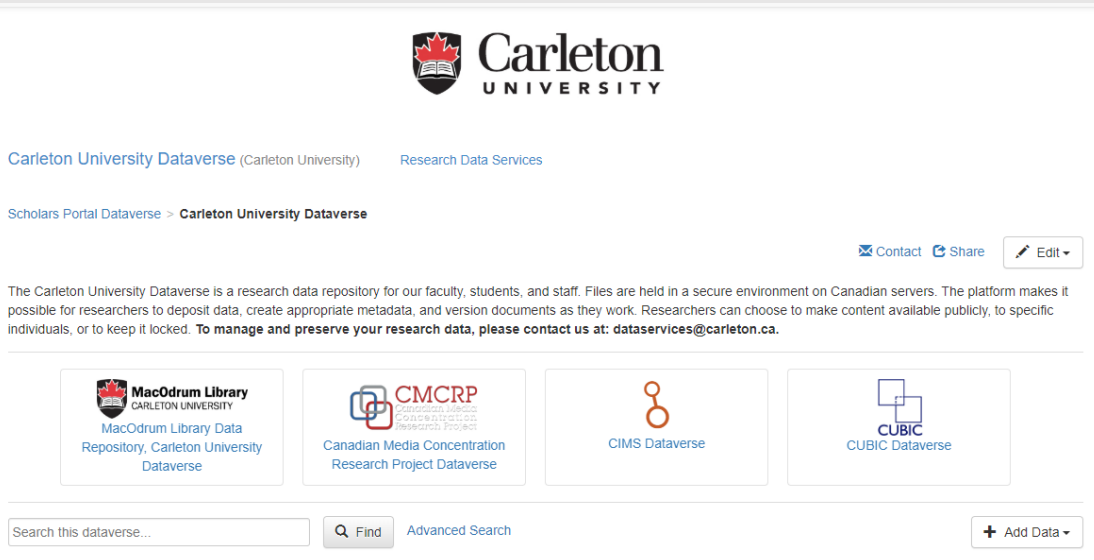 Carleton
UNIVERSITY
Carleton University Dataverse (Carleton University) Research Data Services
Scholars Portal Dataverse > Carleton University Dataverse
Contact Share Edit
The Carleton University Dataverse is a research data repository for our faculty, students, and staff. Files are held in a secure environment on Canadian servers. The platform makes it
possible for researchers to deposit data, create appropriate metadata, and version documents as they work. Researchers can choose to make content available publicly, to specific
individuals, or to keep it locked. To manage and preserve your research data, please contact us at: dataservices@carleton.ca.
MacOdrum Library
CARLETON UNIVERSITY
MacOdrum Library Data
Repository, Carleton University
Dataverse
CMCRP
Canadian Media
Concentration
Research Project
Canadian Media Concentration
Research Project Dataverse
CIMS Dataverse
CUBIC
CUBIC Dataverse
Search this dataverse... Find Advanced Search Add Data